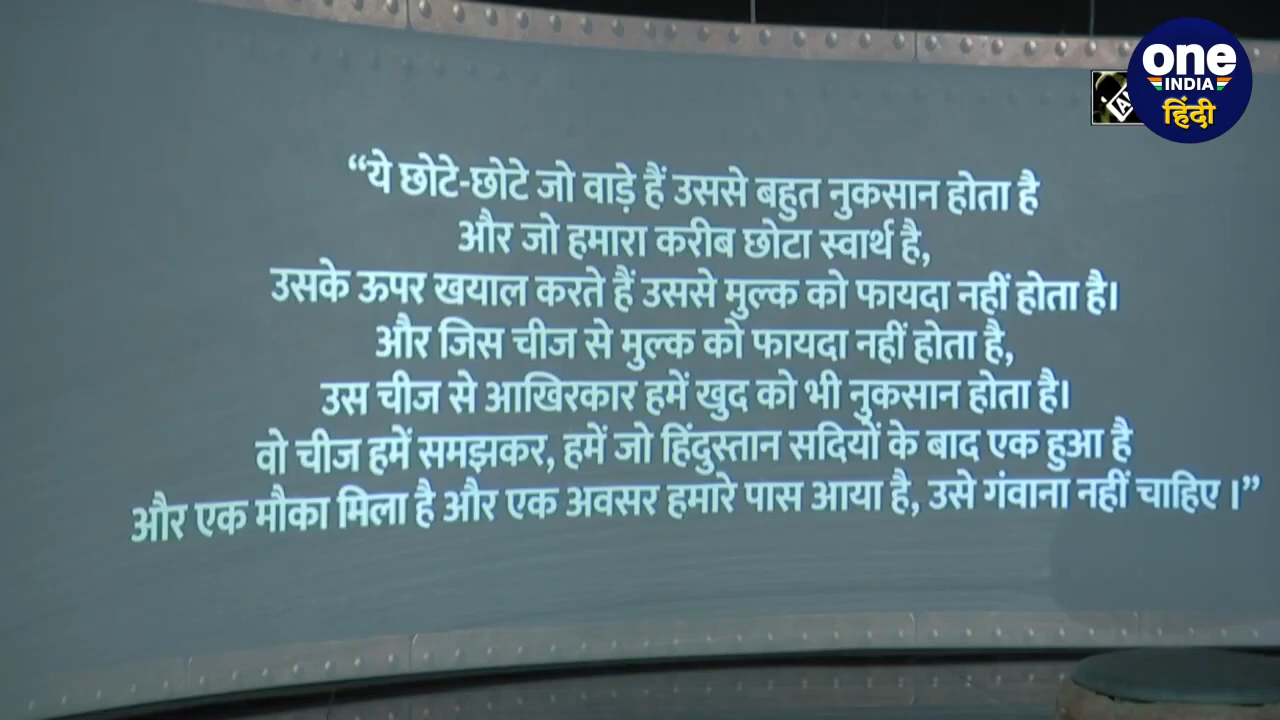 one
INDIA
हिंदी
“ये छोटे-छोटे जो वाड़े हैं उससे बहुत नुकसान होता है
और जो हमारा करीब छोटा स्वार्थ है,
उसके ऊपर खयाल करते हैं उससे मुल्क को फायदा नहीं होता है।
और जिस चीज से मुल्क को फायदा नहीं होता है,
उस चीज से आखिरकार हमें खुद को भी नुकसान होता है।
वो चीज हमें समझकर, हमें जो हिंदुस्तान सदियों के बाद एक हुआ है
और एक मौका मिला है और एक अवसर हमारे पास आया है, उसे गंवाना नहीं चाहिए ।”